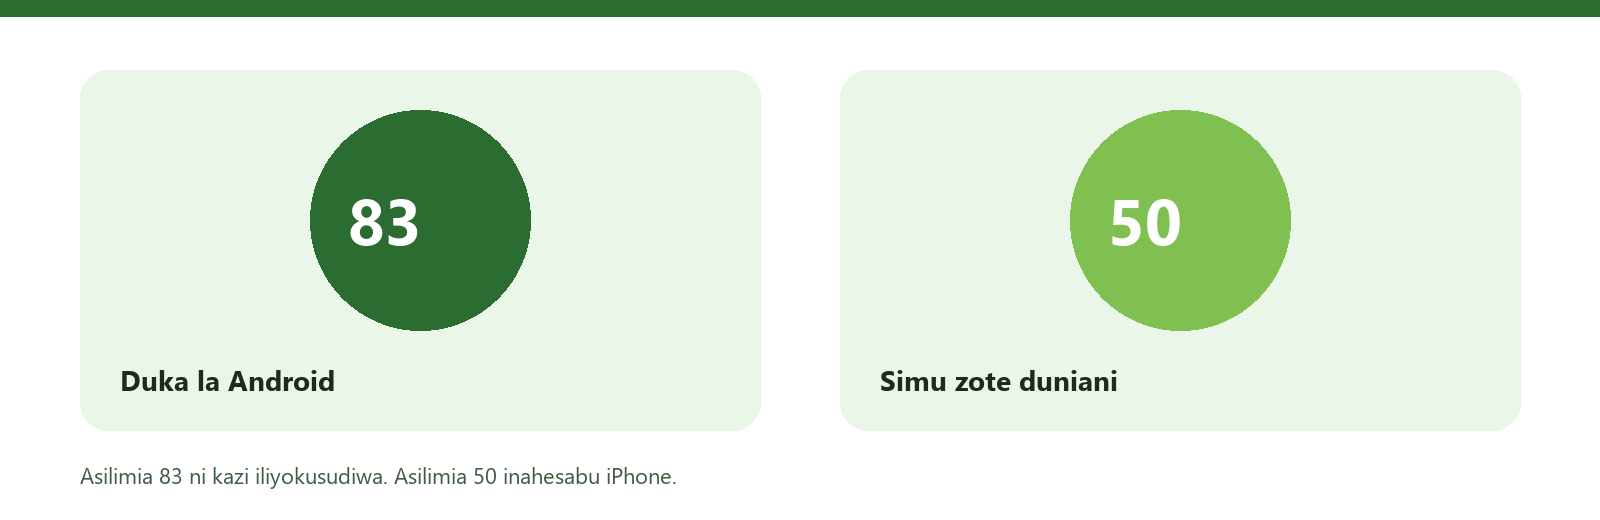 83
50
Duka la Android
Simu zote duniani
Asilimia 83 ni kazi iliyokusudiwa. Asilimia 50 inahesabu iPhone.